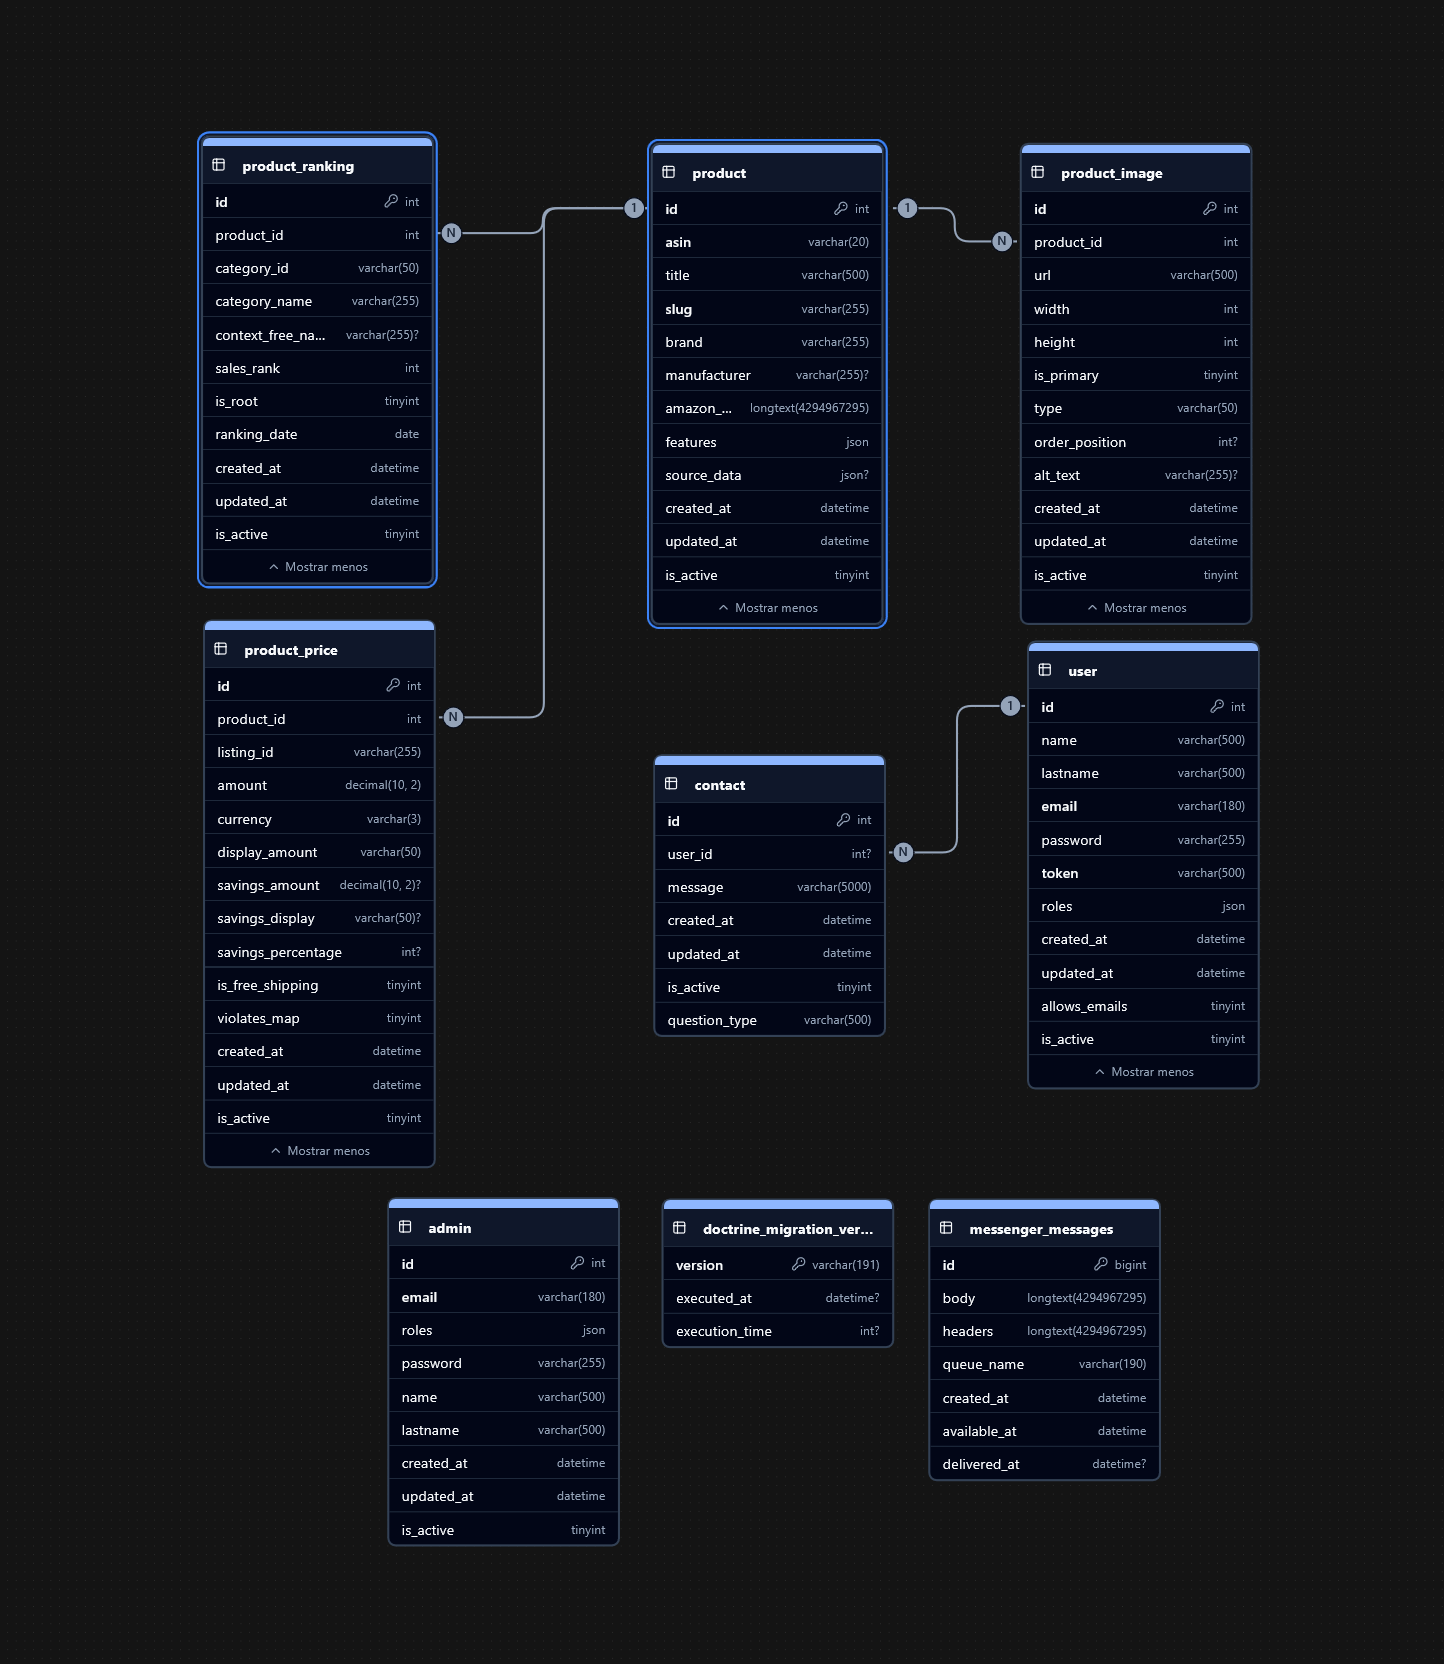 product_ranking
id int
product_id int
category_id varchar(50)
category_name varchar(255)
context_free_na... varchar(255)?
sales_rank int
is_root tinyint
ranking_date date
created_at datetime
updated_at datetime
is_active tinyint
Mostrar menos
N
1
product
id int
asin varchar(20)
title varchar(500)
slug varchar(255)
brand varchar(255)
manufacturer varchar(255)?
amazon_... longtext(4294967295)
features json
source_data json?
created_at datetime
updated_at datetime
is_active tinyint
Mostrar menos
1
N
product_image
id int
product_id int
url varchar(500)
width int
height int
is_primary tinyint
type varchar(50)
order_position int?
alt_text varchar(255)?
created_at datetime
updated_at datetime
is_active tinyint
Mostrar menos
product_price
id int
product_id int
listing_id varchar(255)
amount decimal(10, 2)
currency varchar(3)
display_amount varchar(50)
savings_amount decimal(10, 2)?
savings_display varchar(50)?
savings_percentage int?
is_free_shipping tinyint
violates_map tinyint
created_at datetime
updated_at datetime
is_active tinyint
Mostrar menos
N
contact
id int
user_id int?
message varchar(5000)
created_at datetime
updated_at datetime
is_active tinyint
question_type varchar(500)
N
1
user
id int
name varchar(500)
lastname varchar(500)
email varchar(180)
password varchar(255)
token varchar(500)
roles json
created_at datetime
updated_at datetime
allows_emails tinyint
is_active tinyint
Mostrar menos
admin
id int
email varchar(180)
roles json
password varchar(255)
name varchar(500)
lastname varchar(500)
created_at datetime
updated_at datetime
is_active tinyint
doctrine_migration_ver...
version varchar(191)
executed_at datetime?
execution_time int?
messenger_messages
id bigint
body longtext(4294967295)
headers longtext(4294967295)
queue_name varchar(190)
created_at datetime
available_at datetime
delivered_at datetime?